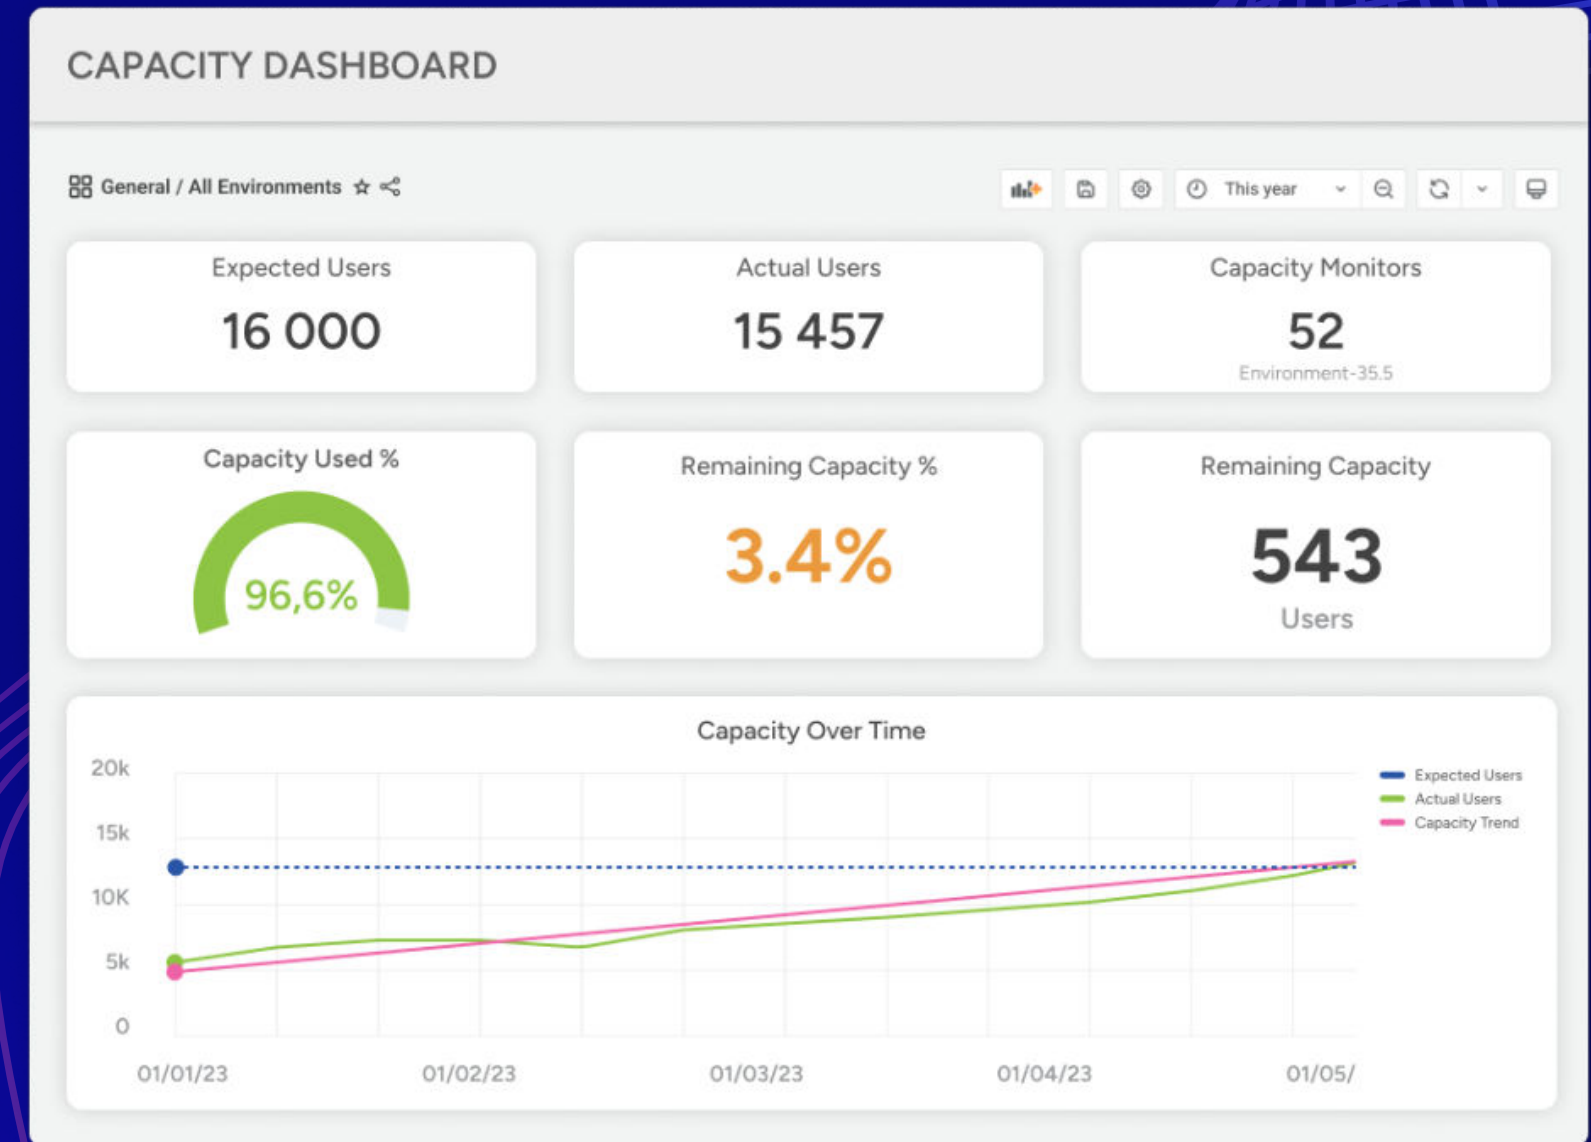 CAPACITY DASHBOARD
General / All Environments
This year
Expected Users
16 000
Actual Users
15 457
Capacity Monitors
52
Environment-35.5
Capacity Used %
96,6%
Remaining Capacity %
3.4%
Remaining Capacity
543
Users
Capacity Over Time
20k
15k
10K
5k
0
01/01/23
01/02/23
01/03/23
01/04/23
01/05/
Expected Users
Actual Users
Capacity Trend